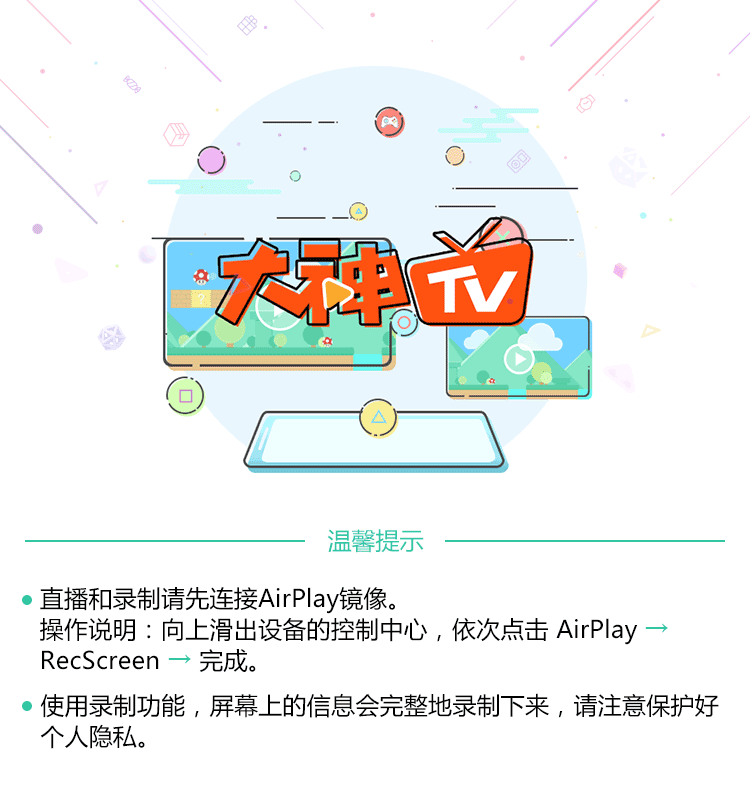 大神TV
温馨提示
直播和录制请先连接AirPlay镜像。
操作说明：向上滑出设备的控制中心，依次点击 AirPlay →
RecScreen → 完成。
使用录制功能，屏幕上的信息会完整地录制下来，请注意保护好
个人隐私。